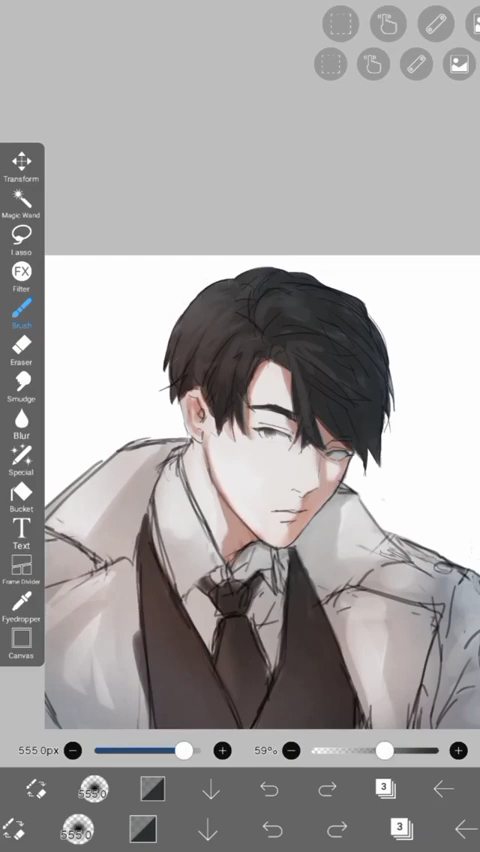 Transform
Magic Wand
Lasso
FX
Filter
Brush
Eraser
Smudge
Blur
Special
Bucket
T
Text
Frame Divider
Eyedropper
Canvas
555.0px
59%
555.0
3
555.0
3